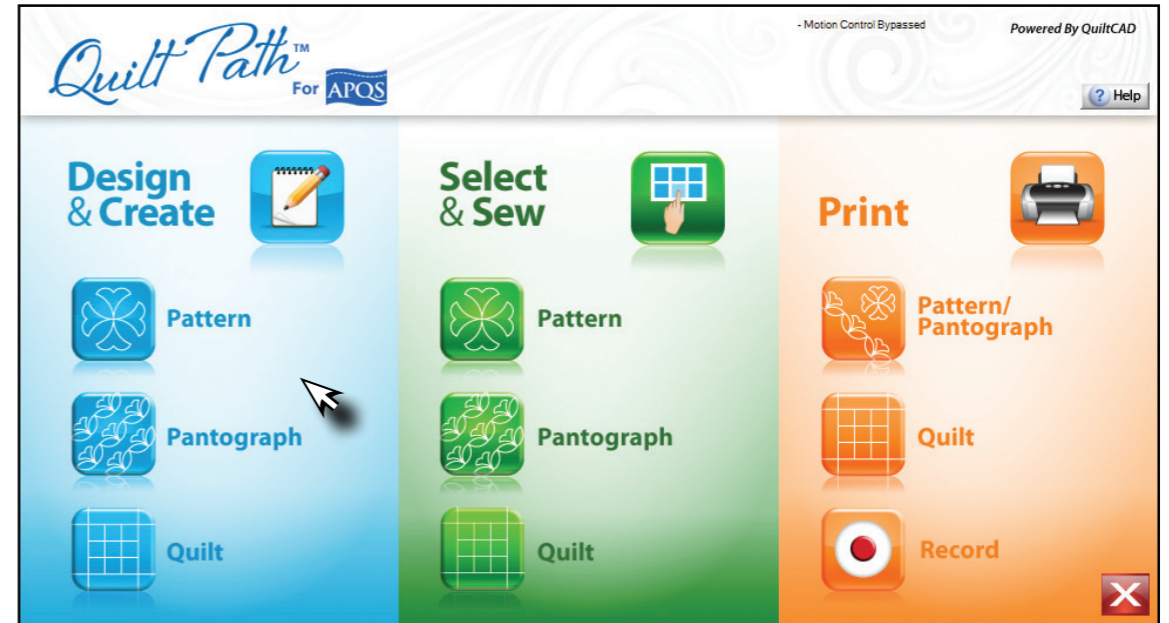 Quilt Path™
For APQS
- Motion Control Bypassed
Powered By QuiltCAD
? Help
Design
& Create
Pattern
Pantograph
Quilt
Select
& Sew
Pattern
Pantograph
Quilt
Print
Pattern/
Pantograph
Quilt
Record